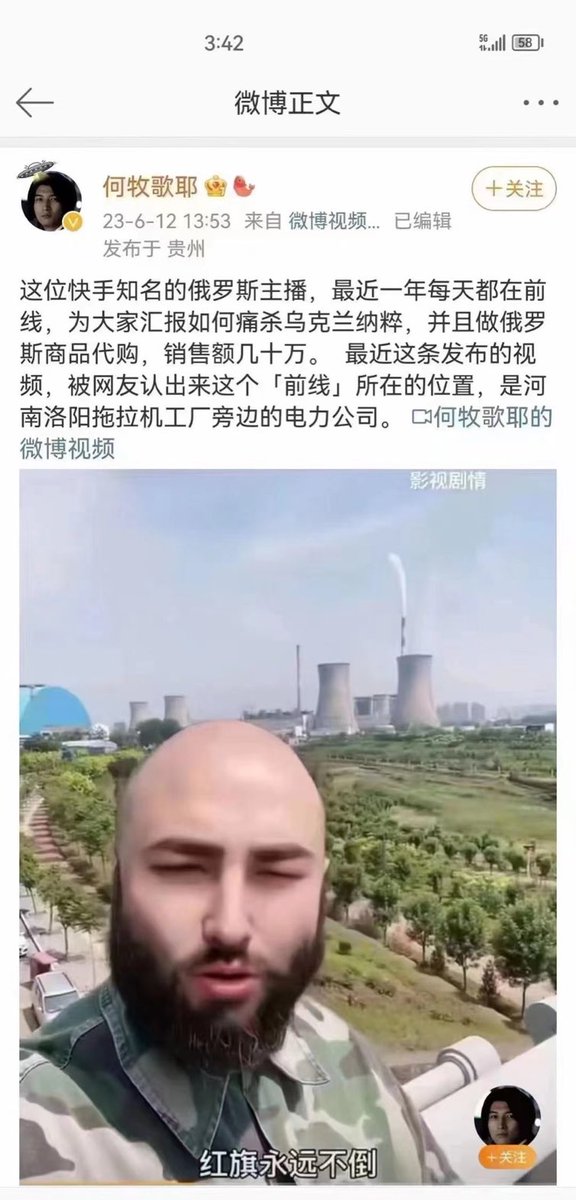 3:42
5G
58
微博正文
何牧歌耶
+关注
23-6-12 13:53 来自 微博视频... 已编辑
发布于 贵州
这位快手知名的俄罗斯主播，最近一年每天都在前
线，为大家汇报如何痛杀乌克兰纳粹，并且做俄罗
斯商品代购，销售额几十万。 最近这条发布的视
频，被网友认出来这个「前线」所在的位置，是河
南洛阳拖拉机工厂旁边的电力公司。 何牧歌耶的
微博视频
影视剧情
红旗永远不倒
+关注